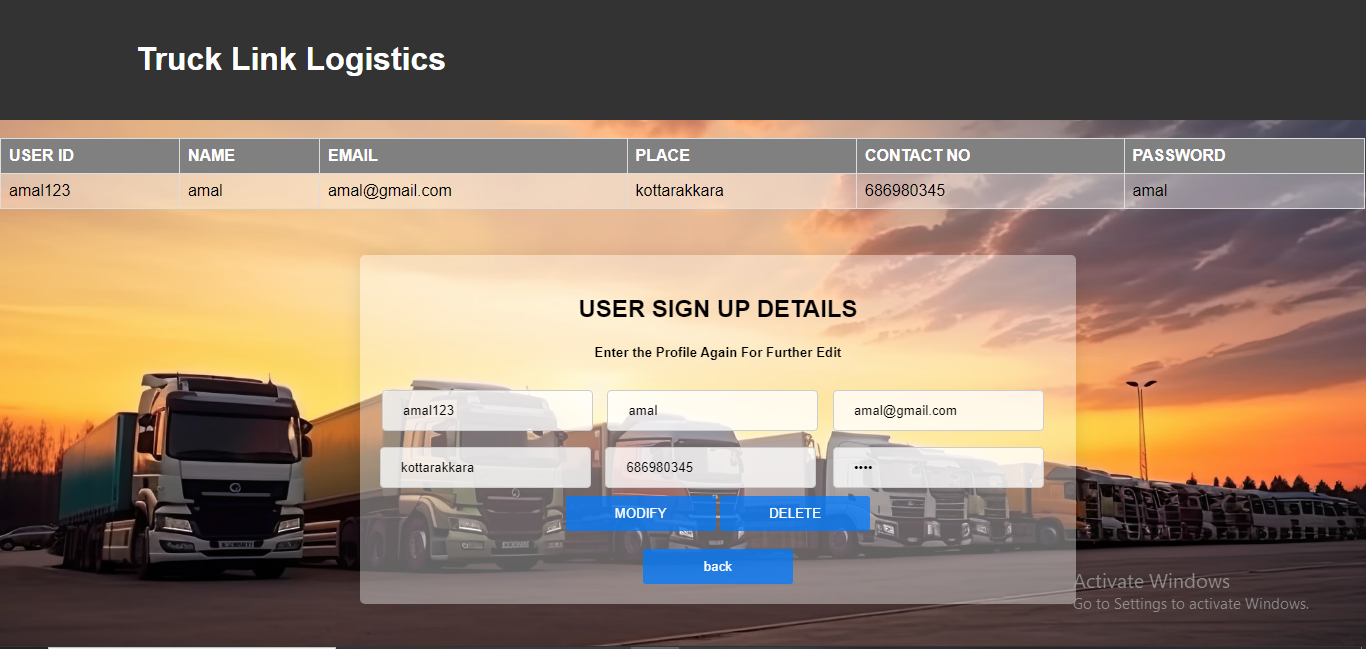 Truck Link Logistics
USER ID NAME EMAIL PLACE CONTACT NO PASSWORD
amal123 amal amal@gmail.com kottarakkara 686980345 amal
USER SIGN UP DETAILS
Enter the Profile Again For Further Edit
amal123 amal amal@gmail.com
kottarakkara 686980345 ••••
MODIFY DELETE
back
Activate Windows
Go to Settings to activate Windows.